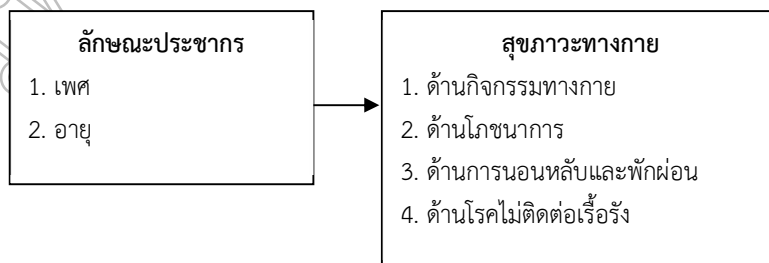 ลักษณะประชากร
1. เพศ
2. อายุ
สุขภาวะทางกาย
1. ด้านกิจกรรมทางกาย
2. ด้านโภชนาการ
3. ด้านการนอนหลับและพักผ่อน
4. ด้านโรคไม่ติดต่อเรื้อรัง